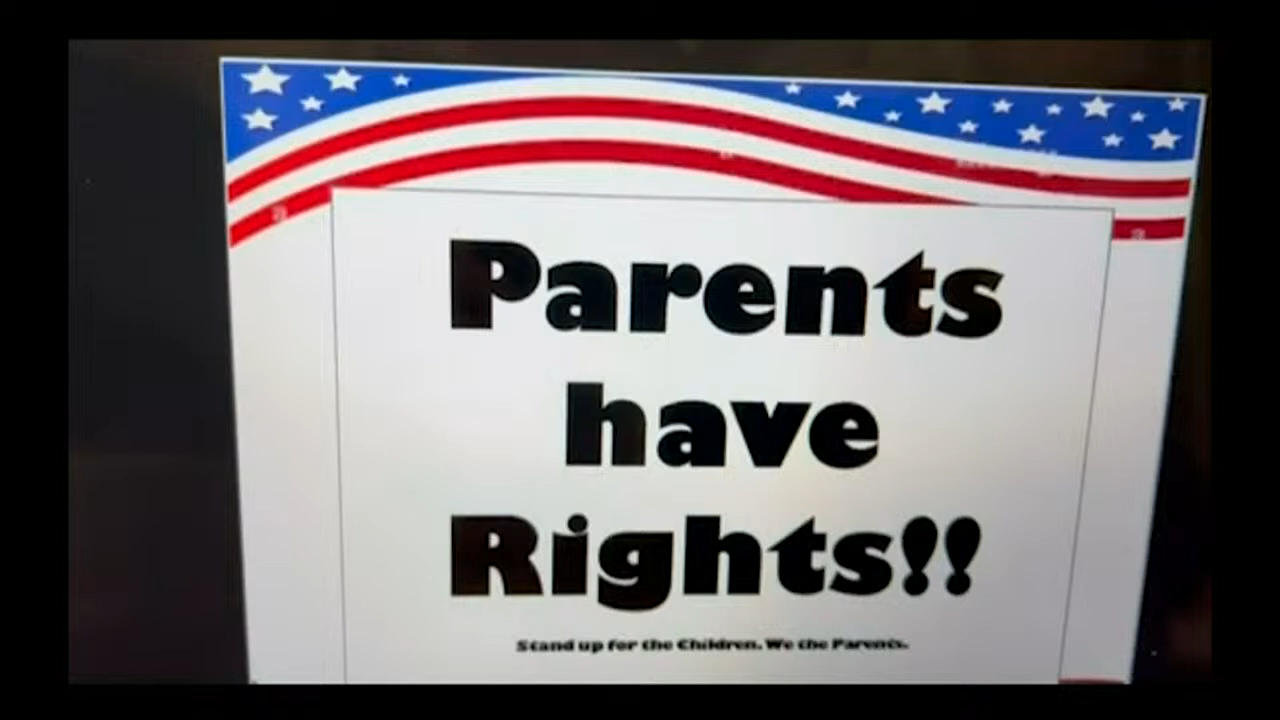 Parents
have
Rights!!
Stand up for the Children. We the Parents.